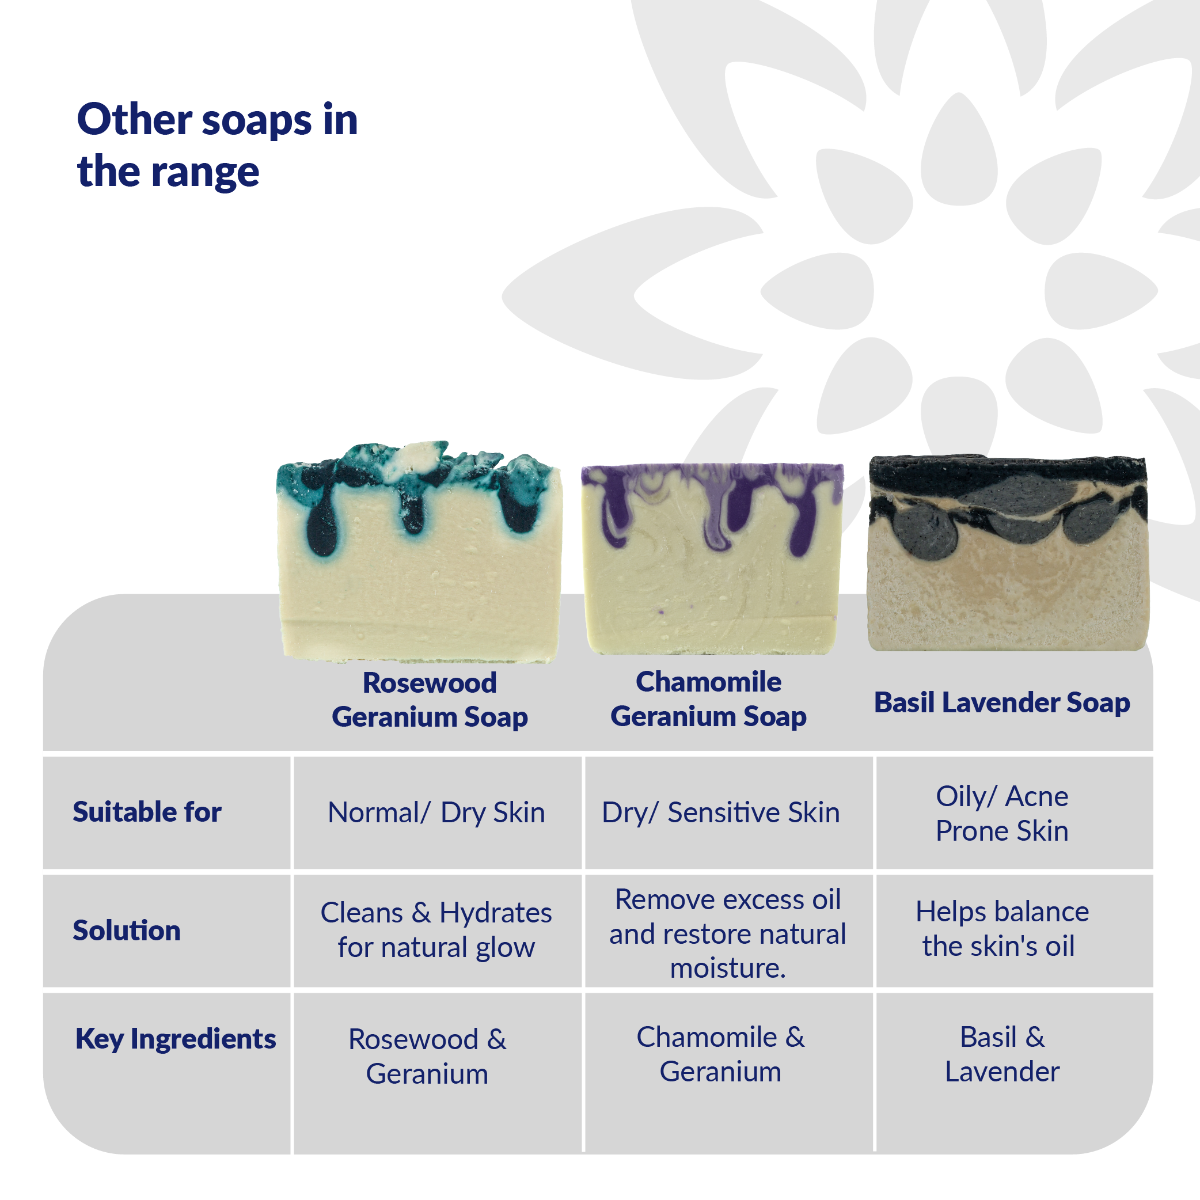 Other soaps in
the range
Rosewood
Geranium Soap
Chamomile
Geranium Soap
Basil Lavender Soap
Suitable for
Normal/ Dry Skin
Dry/ Sensitive Skin
Oily/ Acne
Prone Skin
Solution
Cleans & Hydrates
for natural glow
Remove excess oil
and restore natural
moisture.
Helps balance
the skin's oil
Key Ingredients
Rosewood &
Geranium
Chamomile &
Geranium
Basil &
Lavender